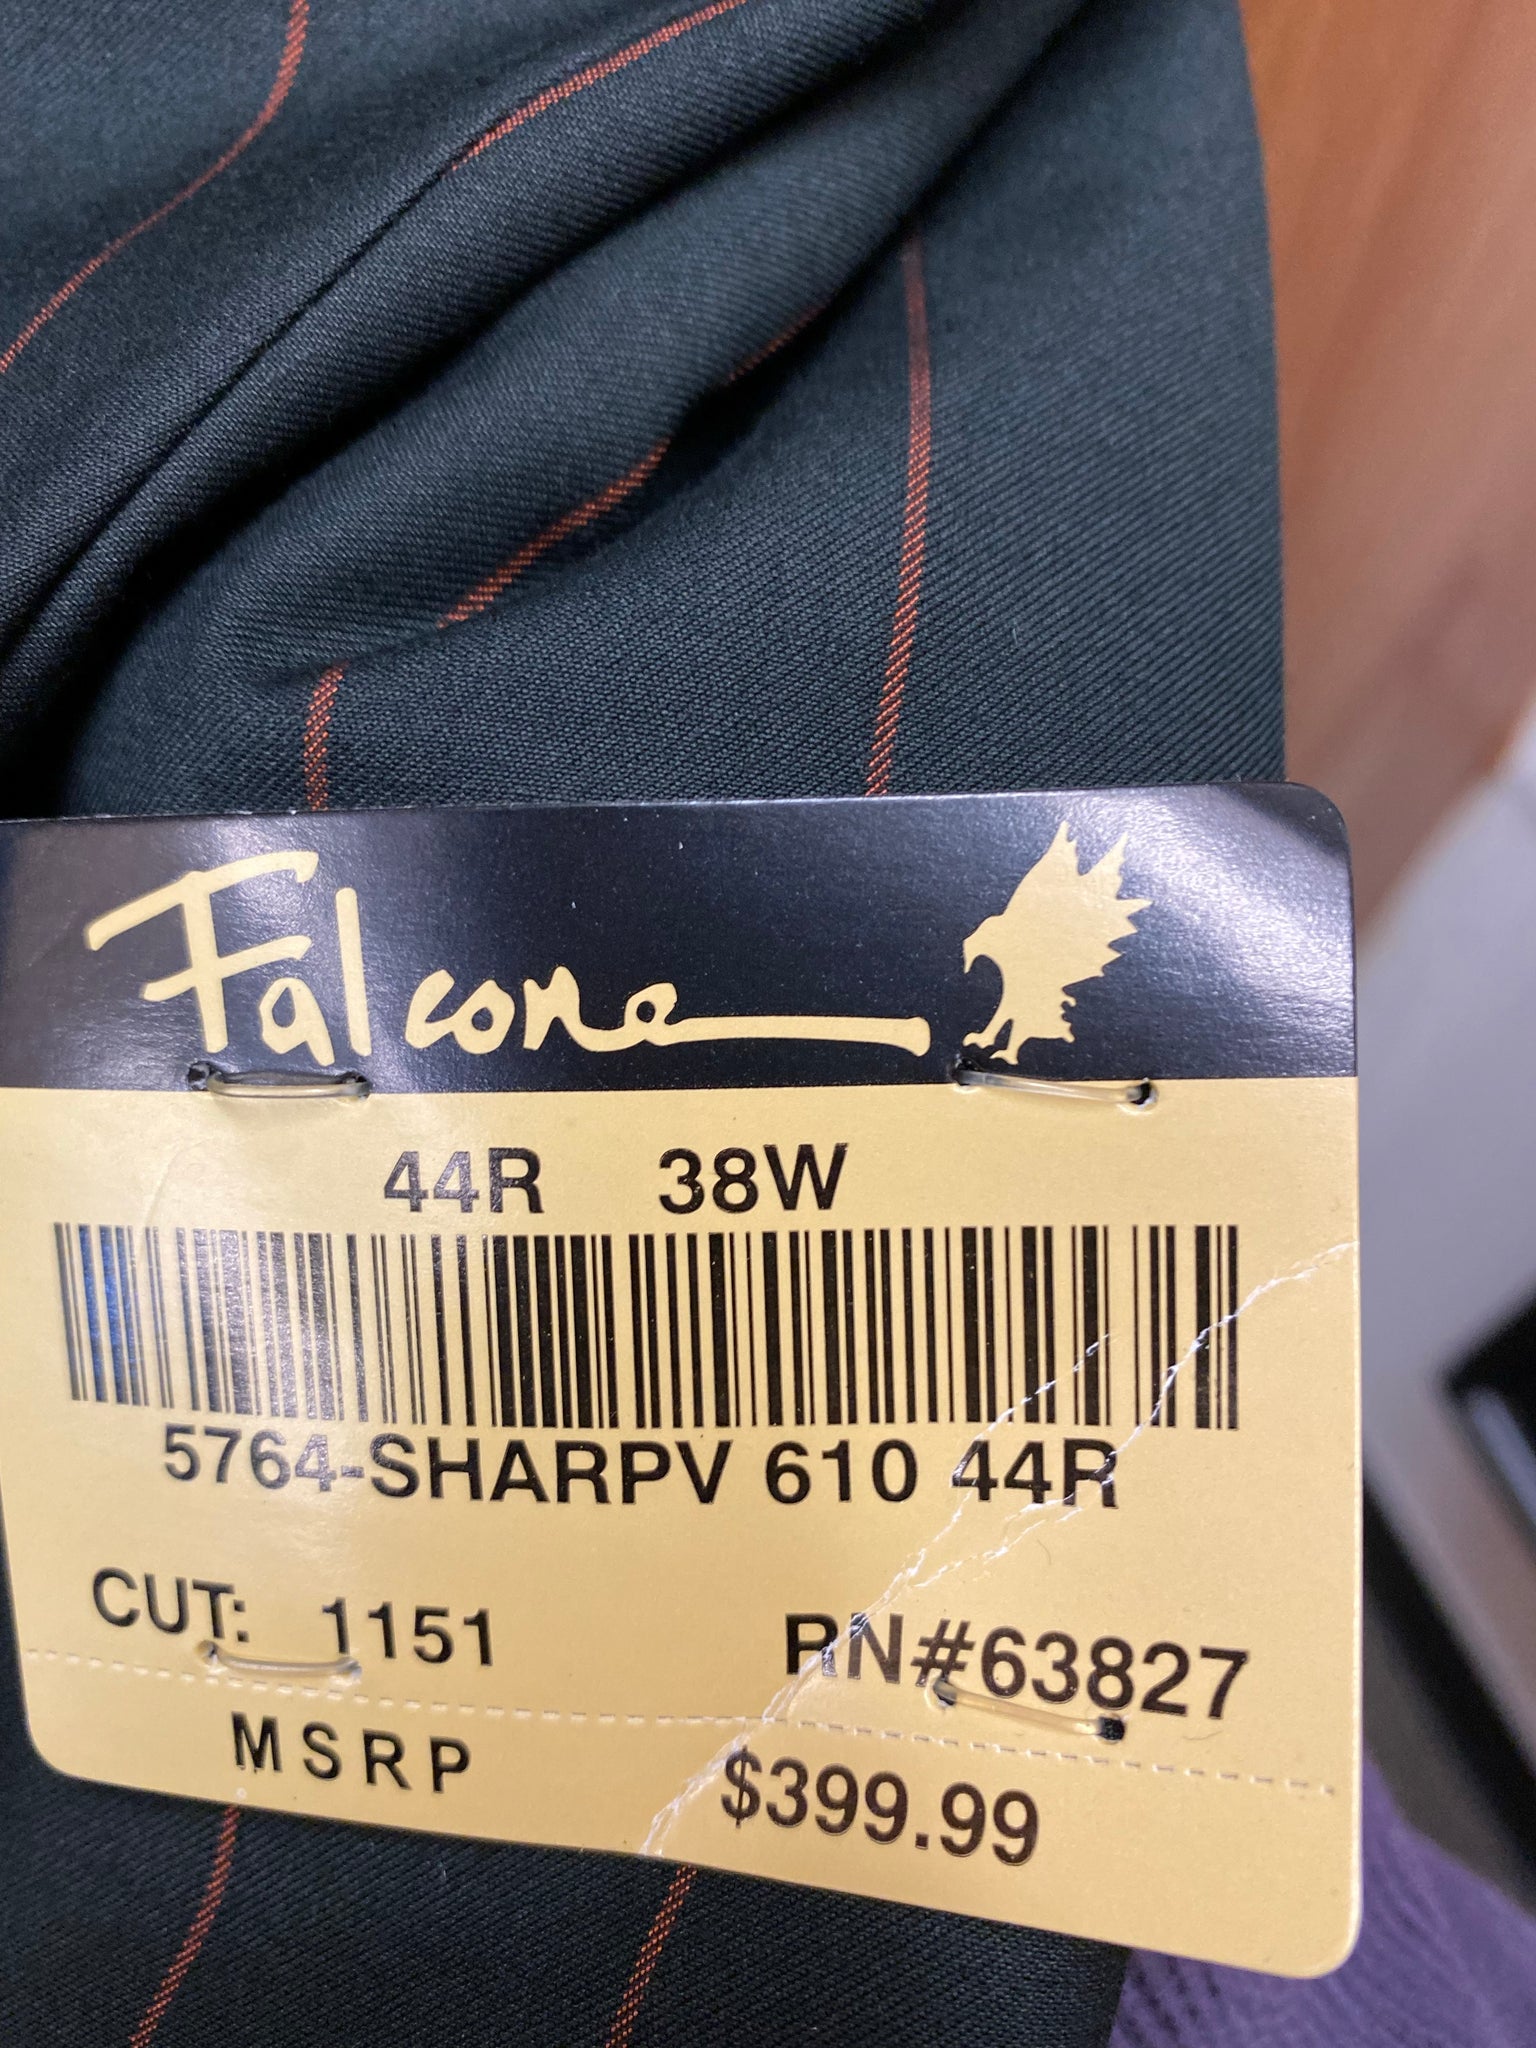 Falcone
44R 38W
5764-SHARPV 610 44R
CUT: 1151 RN#63827
MSRP $399.99